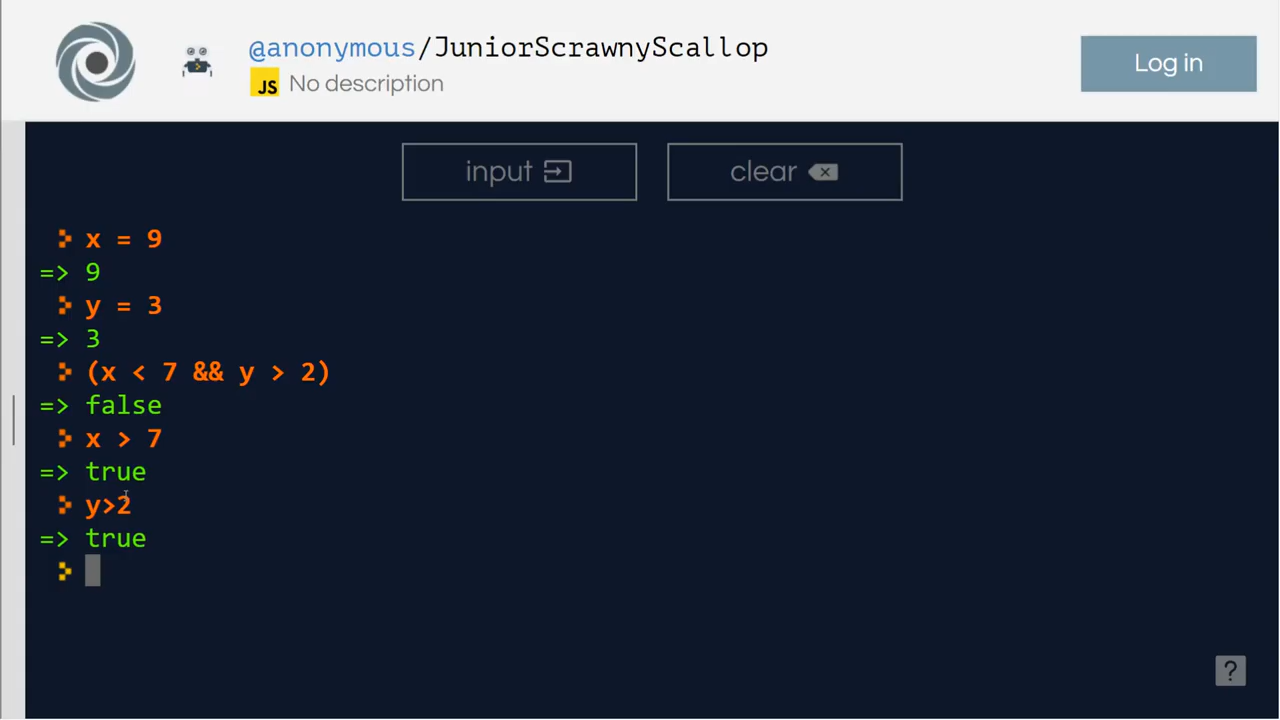 @anonymous/JuniorScrawnyScallop
Log in
JS No description
input
clear
x = 9
=> 9
y = 3
=> 3
(x < 7 && y > 2)
=> false
x > 7
=> true
y>2
=> true
?